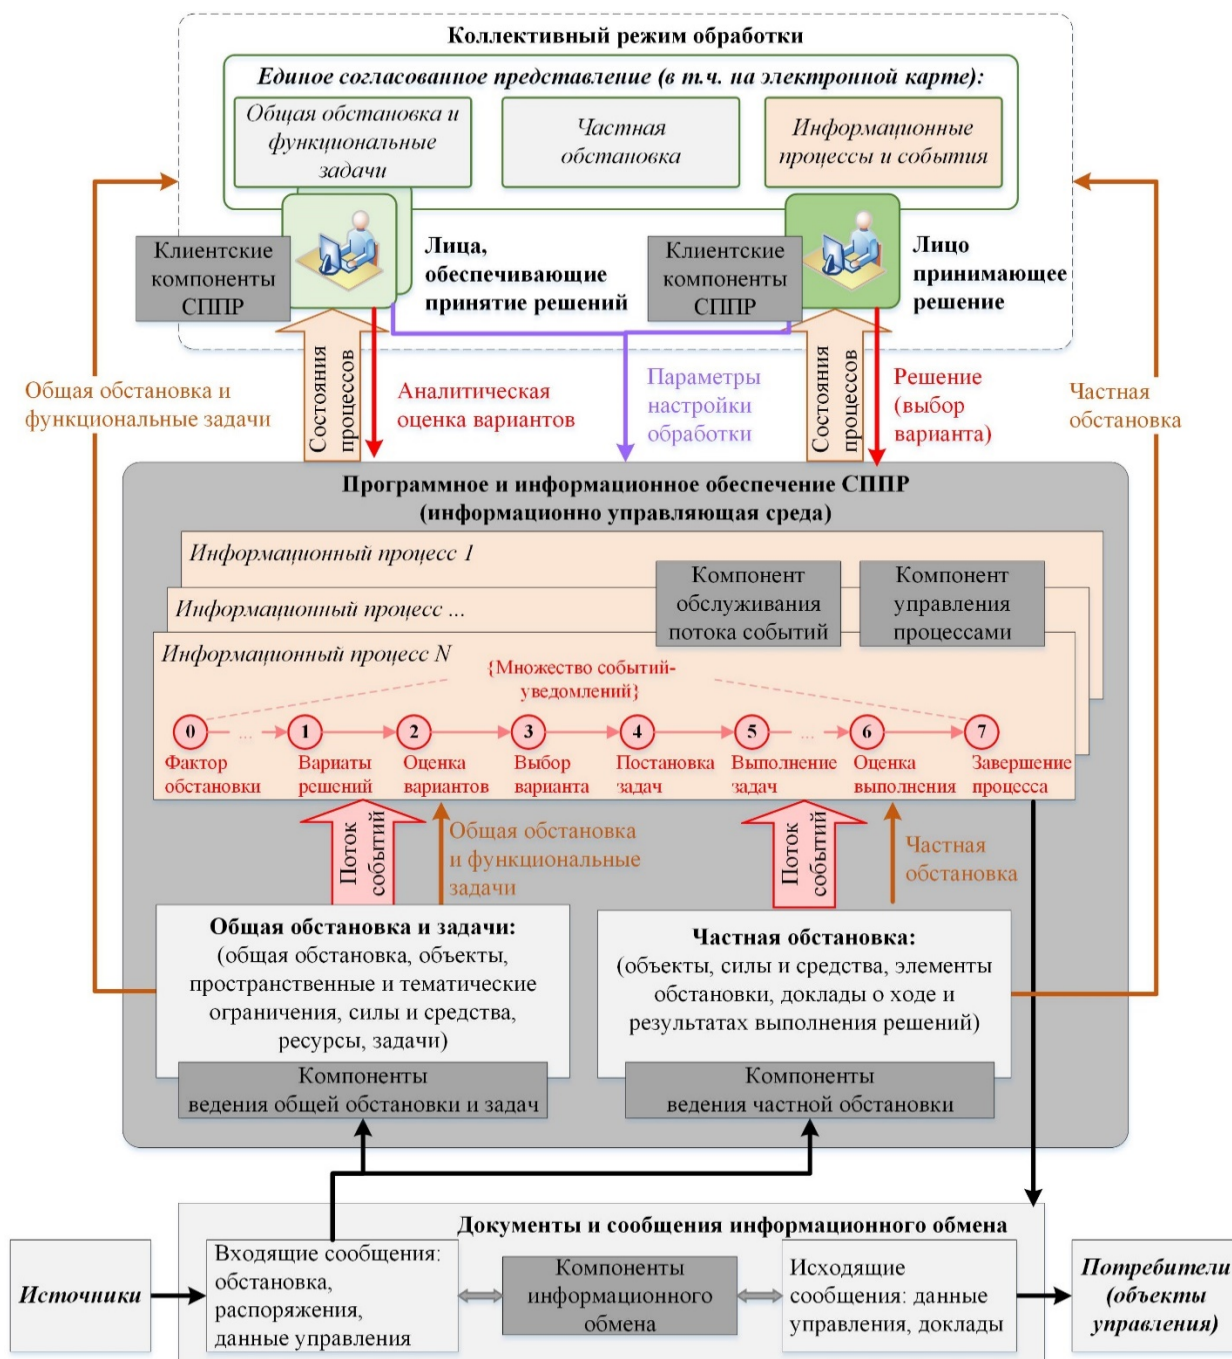 Коллективный режим обработки
Единое согласованное представление (в т.ч. на электронной карте):
Общая обстановка и
функциональные
задачи
Частная
обстановка
Информационные
процессы и события
Клиентские
компоненты
СППР
Лица,
обеспечивающие
принятие решений
Клиентские
компоненты
СППР
Лицо
принимающее
решение
Общая обстановка и
функциональные задачи
Состояния
процессов
Аналитическая
оценка вариантов
Параметры
настройки
обработки
Состояния
процессов
Решение
(выбор
варианта)
Частная
обстановка
Программное и информационное обеспечение СППР
(информационно управляющая среда)
Информационный процесс 1
Информационный процесс ...
Информационный процесс N
Компонент
обслуживания
потока событий
Компонент
управления
процессами
{Множество событий-
уведомлений}
0 ... 1 2 3 4 5 ... 6 7
Фактор
обстановки
Вариаты
решений
Оценка
вариантов
Выбор
варианта
Постановка
задач
Выполнение
задач
Оценка
выполнения
Завершение
процесса
Поток
событий
Общая обстановка
и функциональные
задачи
Поток
событий
Частная
обстановка
Общая обстановка и задачи:
(общая обстановка, объекты,
пространственные и тематические
ограничения, силы и средства,
ресурсы, задачи)
Компоненты
ведения общей обстановки и задач
Частная обстановка:
(объекты, силы и средства, элементы
обстановки, доклады о ходе и
результатах выполнения решений)
Компоненты
ведения частной обстановки
Документы и сообщения информационного обмена
Источники
Входящие сообщения:
обстановка,
распоряжения,
данные управления
Компоненты
информационного
обмена
Исходящие
сообщения: данные
управления, доклады
Потребители
(объекты
управления)